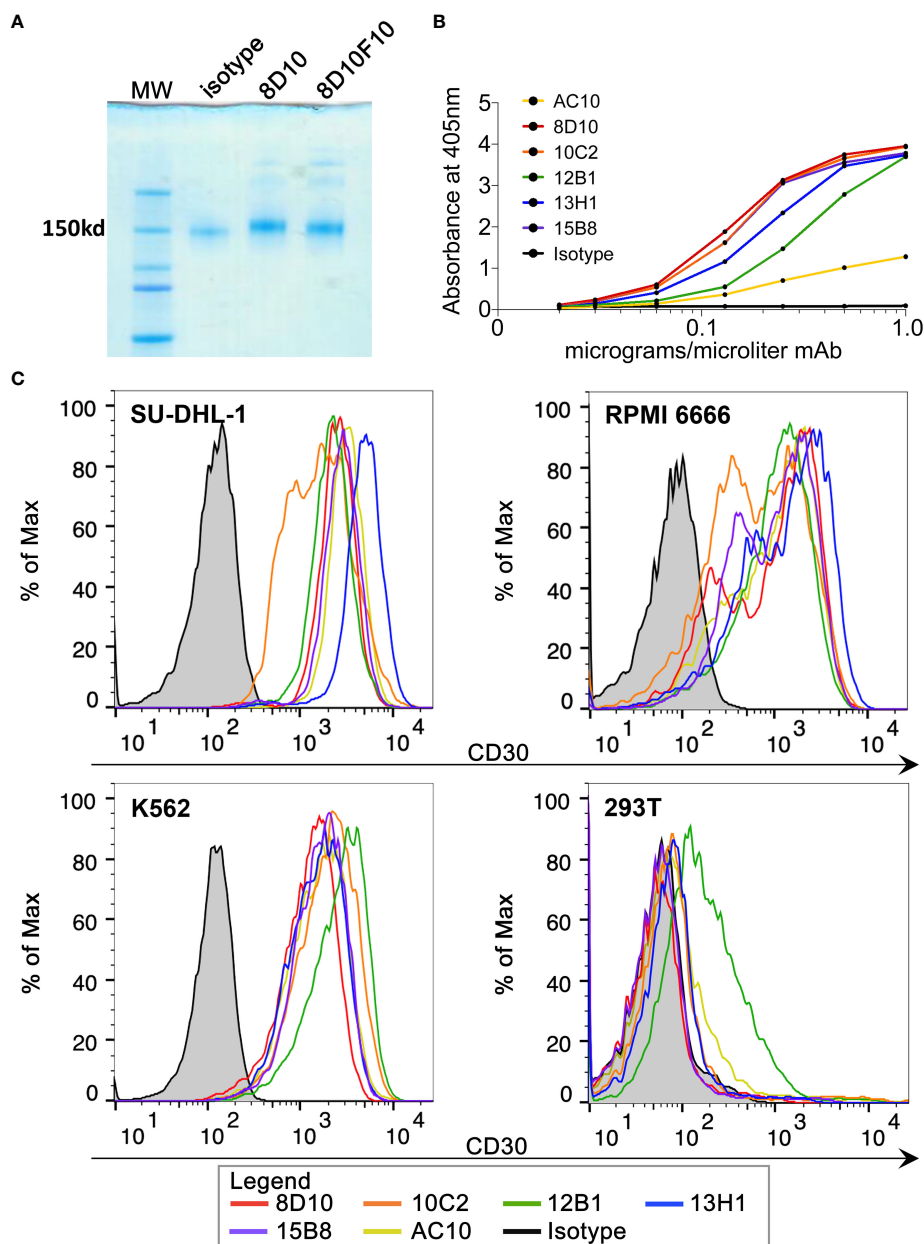 A
MW
isotype
8D10
8D10F10
150kd
B
Absorbance at 405nm
5
4
3
2
1
0
AC10
8D10
10C2
12B1
13H1
15B8
Isotype
0
0.1
1.0
micrograms/microliter mAb
C
SU-DHL-1
% of Max
100
80
60
40
20
0
10^1
10^2
10^3
10^4
RPMI 6666
% of Max
100
80
60
40
20
0
10^1
10^2
10^3
10^4
CD30
K562
% of Max
100
80
60
40
20
0
10^1
10^2
10^3
10^4
293T
% of Max
100
80
60
40
20
0
10^1
10^2
10^3
10^4
CD30
Legend
8D10 10C2 12B1 13H1
15B8 AC10 Isotype